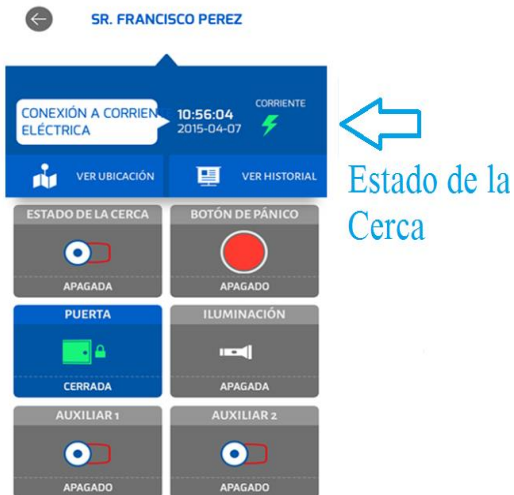 SR. FRANCISCO PEREZ
CONEXIÓN A CORRIEN
ELÉCTRICA
10:56:04
2015-04-07
CORRIENTE
VER UBICACIÓN
VER HISTORIAL
Estado de la
Cerca
ESTADO DE LA CERCA
BOTÓN DE PÁNICO
APAGADA
APAGADO
PUERTA
ILUMINACIÓN
CERRADA
APAGADA
AUXILIAR 1
AUXILIAR 2
APAGADO
APAGADO